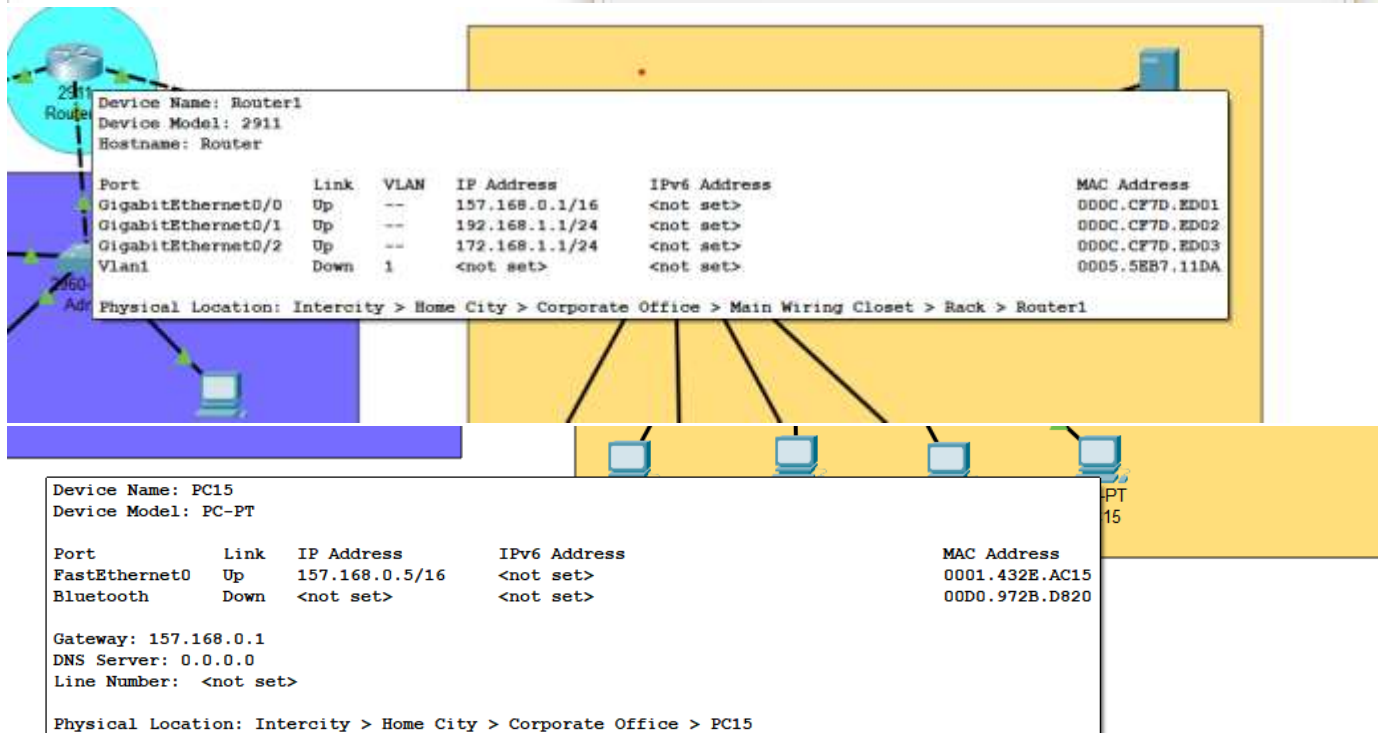 2911
Router
Device Name: Router1
Device Model: 2911
Hostname: Router
Port Link VLAN IP Address IPv6 Address MAC Address
GigabitEthernet0/0 Up -- 157.168.0.1/16 <not set> 000C.CF7D.ED01
GigabitEthernet0/1 Up -- 192.168.1.1/24 <not set> 000C.CF7D.ED02
GigabitEthernet0/2 Up -- 172.168.1.1/24 <not set> 000C.CF7D.ED03
Vlan1 Down 1 <not set> <not set> 0005.5EB7.11DA
2960-
Adr
Physical Location: Intercity > Home City > Corporate Office > Main Wiring Closet > Rack > Router1
-PT
15
Device Name: PC15
Device Model: PC-PT
Port Link IP Address IPv6 Address MAC Address
FastEthernet0 Up 157.168.0.5/16 <not set> 0001.432E.AC15
Bluetooth Down <not set> <not set> 00D0.972B.D820
Gateway: 157.168.0.1
DNS Server: 0.0.0.0
Line Number: <not set>
Physical Location: Intercity > Home City > Corporate Office > PC15